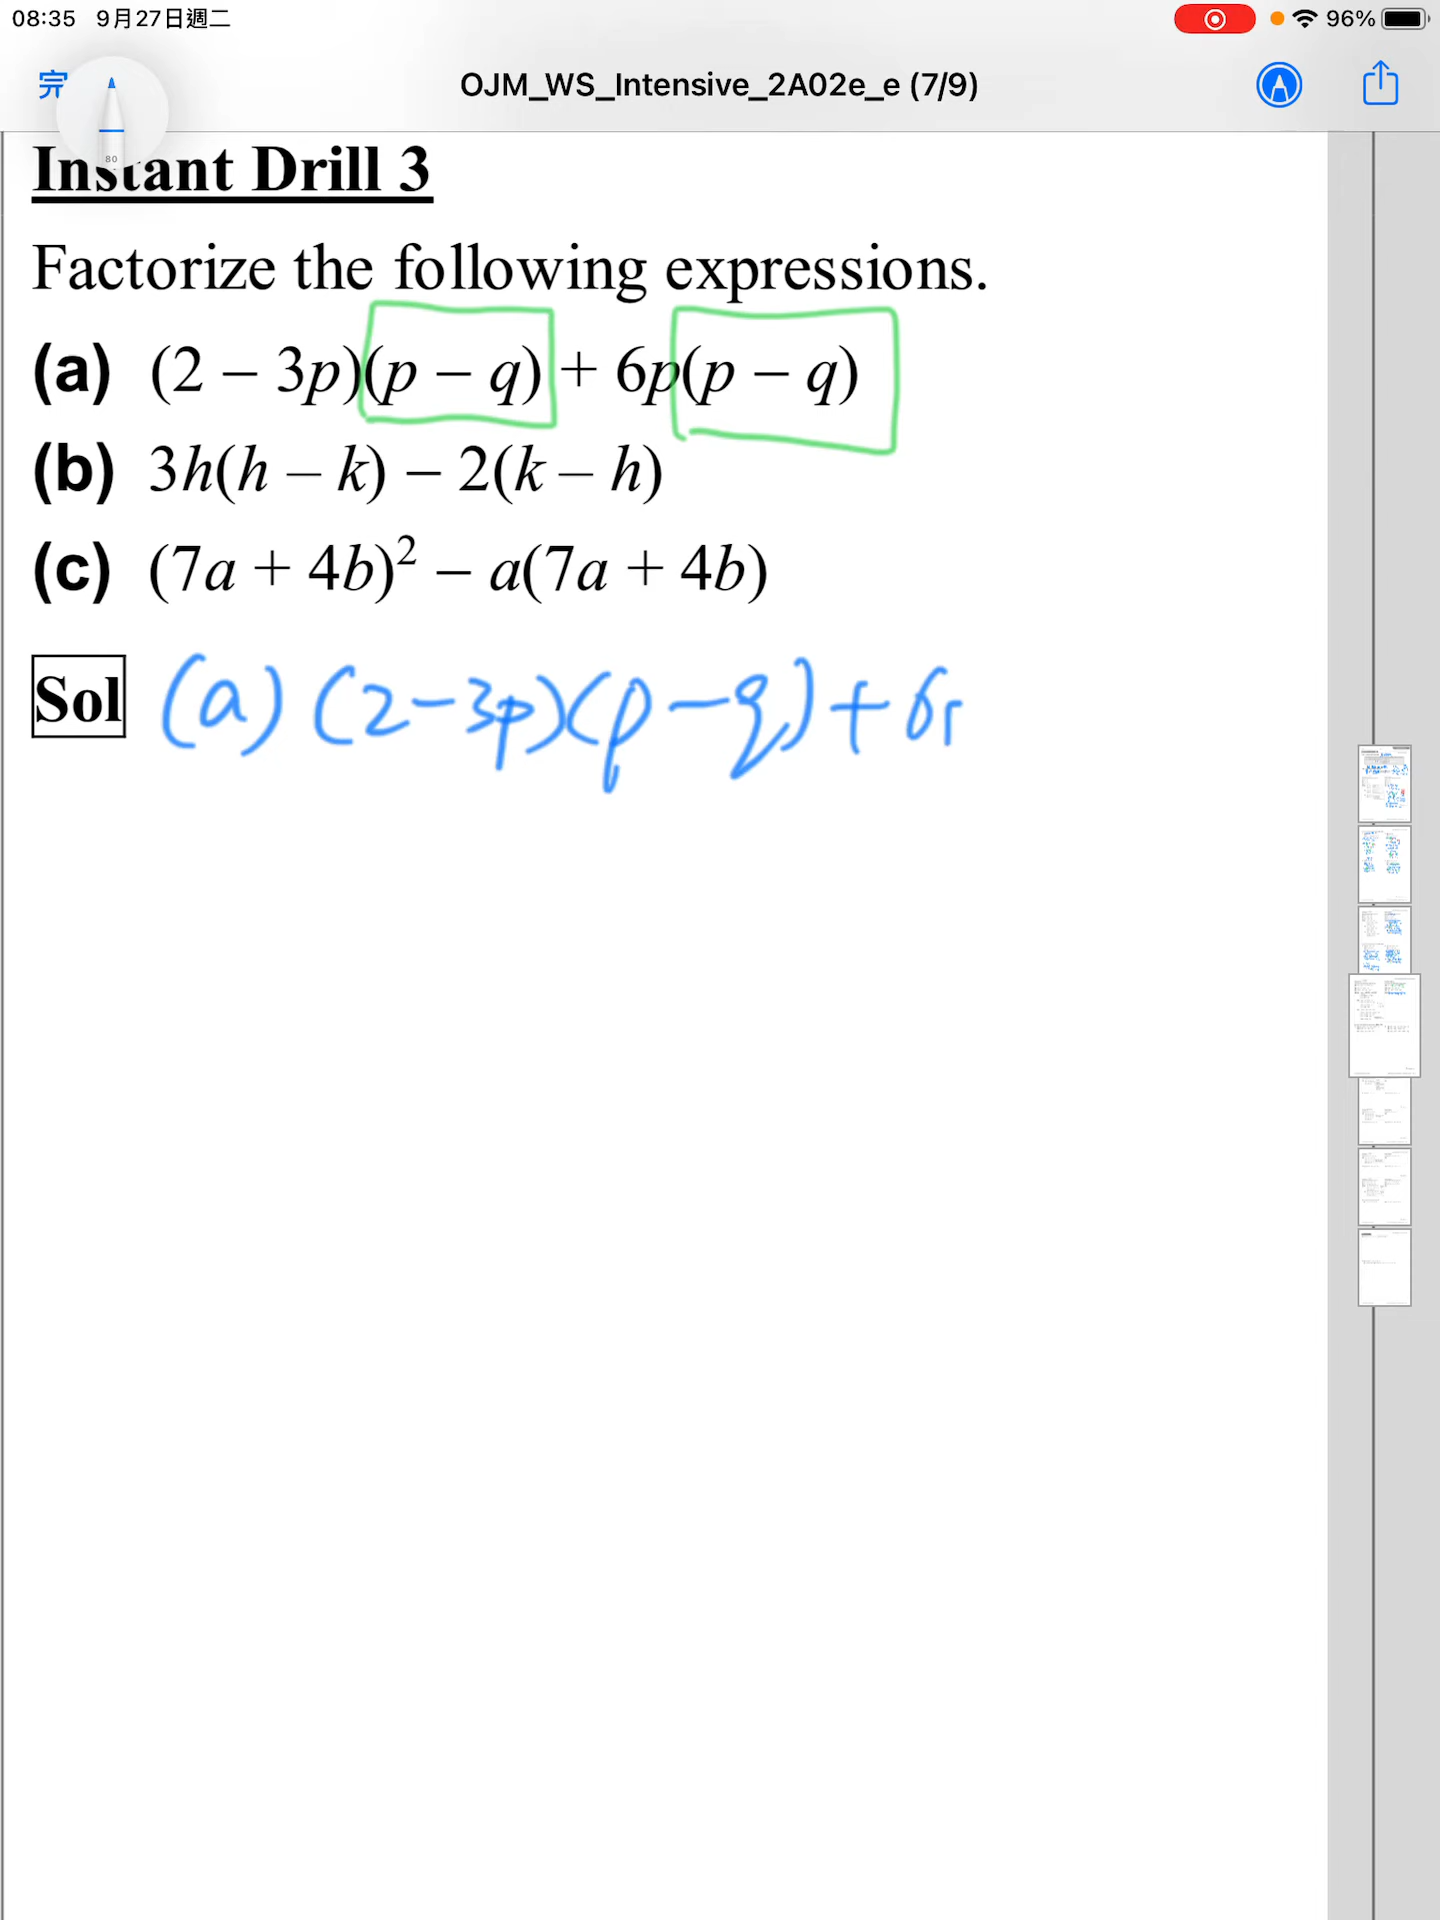 08:35 9月27日週二 96%
完 OJM_WS_Intensive_2A02e_e (7/9)
80
Instant Drill 3
Factorize the following expressions.
(a) (2 – 3p)(p – q) + 6p(p – q)
(b) 3h(h – k) – 2(k – h)
(c) (7a + 4b)² – a(7a + 4b)
Sol (a) (2-3p)(p-q)+6